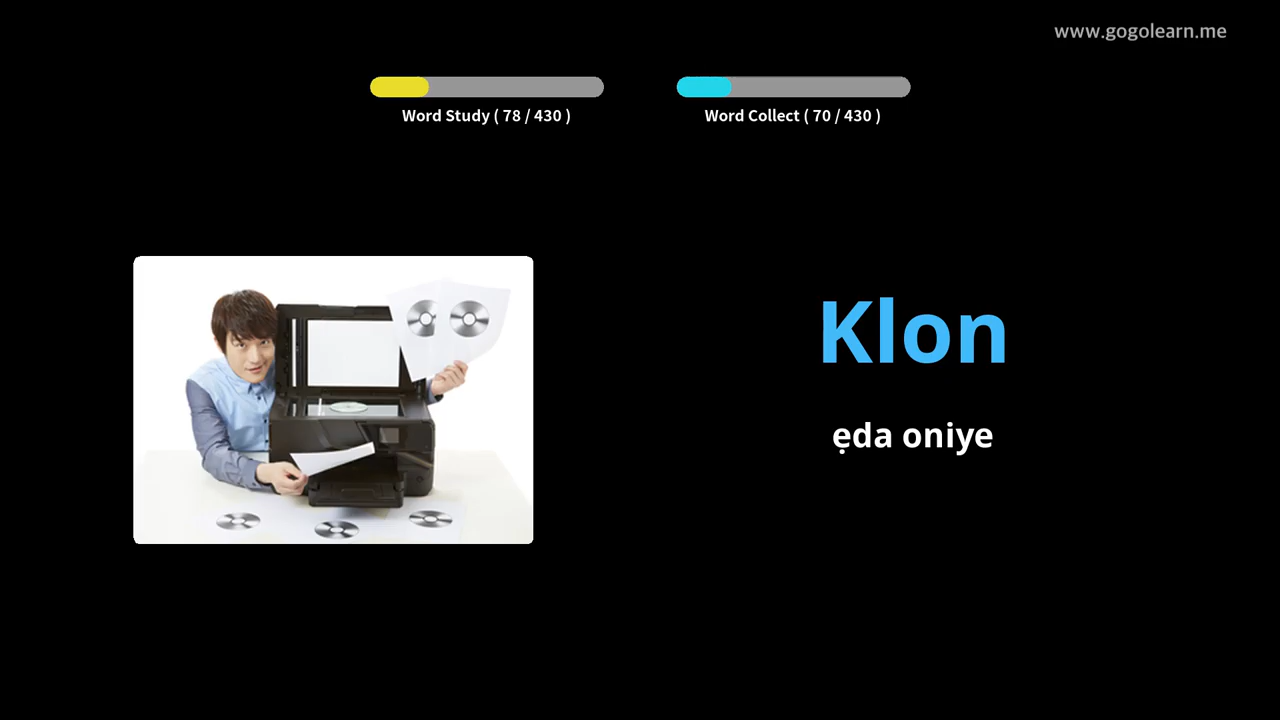 www.gogolearn.me
Word Study ( 78 / 430 )
Word Collect ( 70 / 430 )
Klon
ẹda oniye